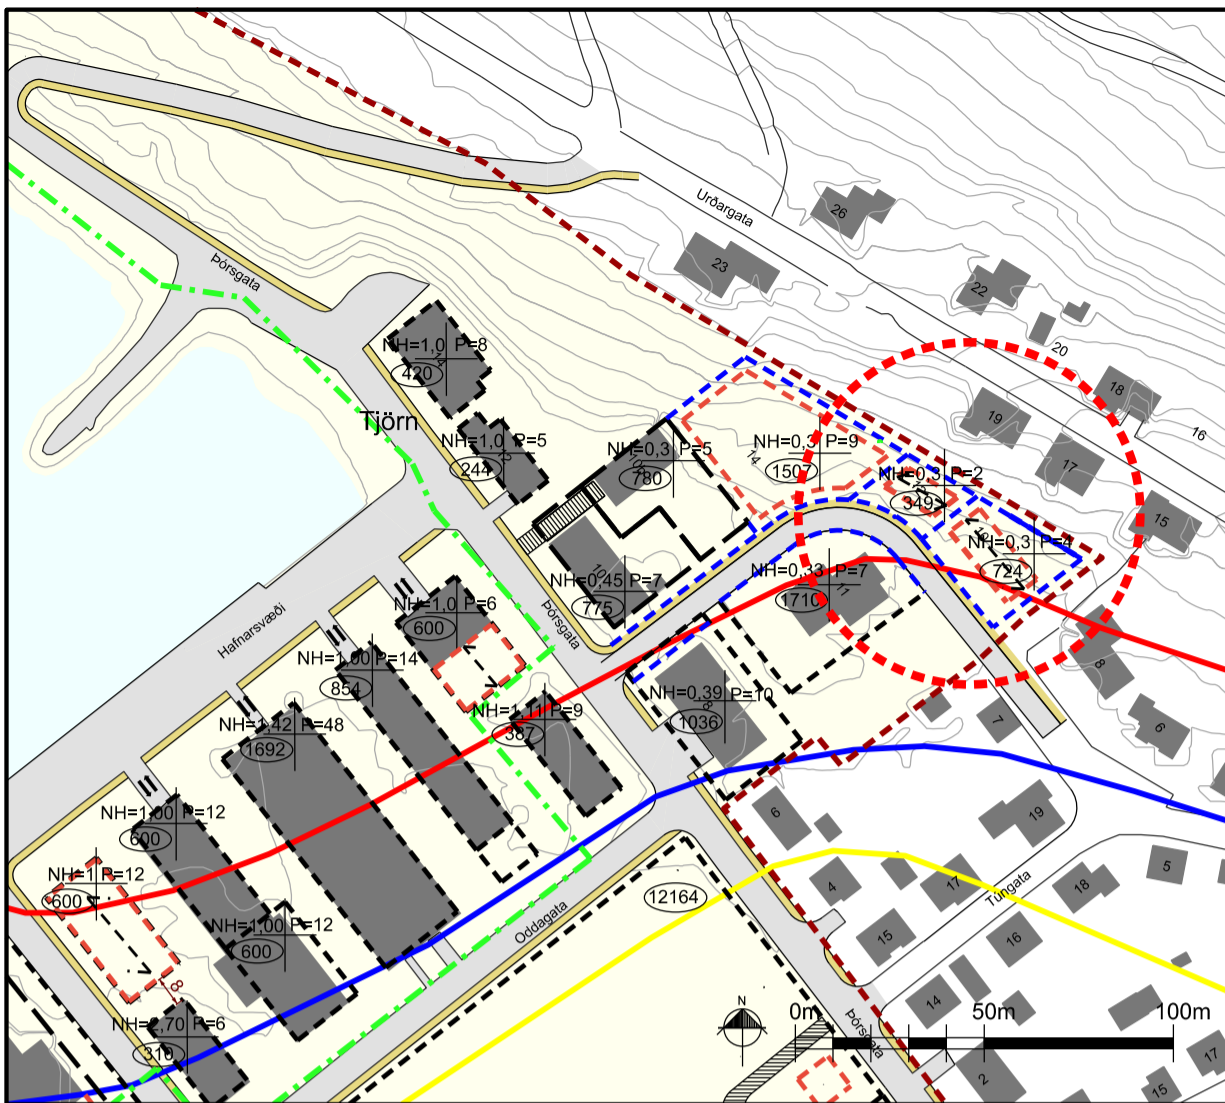 Urðargata
26
23
22
20
Þórsgata
18
16
19
17
15
NH=1,0 P=8
14
420
Tjörn
NH=1,0 P=5
244
NH=0,3 P=5
780
NH=0,3 P=9
14
1507
NH=0,3 P=2
12
349
NH=0,3 P=4
724
NH=0,45 P=7
775
NH=0,33 P=7
11
1710
Þórsgata
Hafnarsvæði
NH=1,0 P=6
600
NH=1,00 P=14
854
NH=1,11 P=9
387
NH=0,39 P=10
8
1036
8
6
7
NH=1,42 P=48
1692
NH=1,00 P=12
600
NH=1 P=12
600
NH=1,00 P=12
600
8
NH=2,70 P=6
310
Oddagata
12164
6
19
4
17
18
5
Túngata
15
16
14
N
0m 50m 100m
Þórsgata
2
17
15